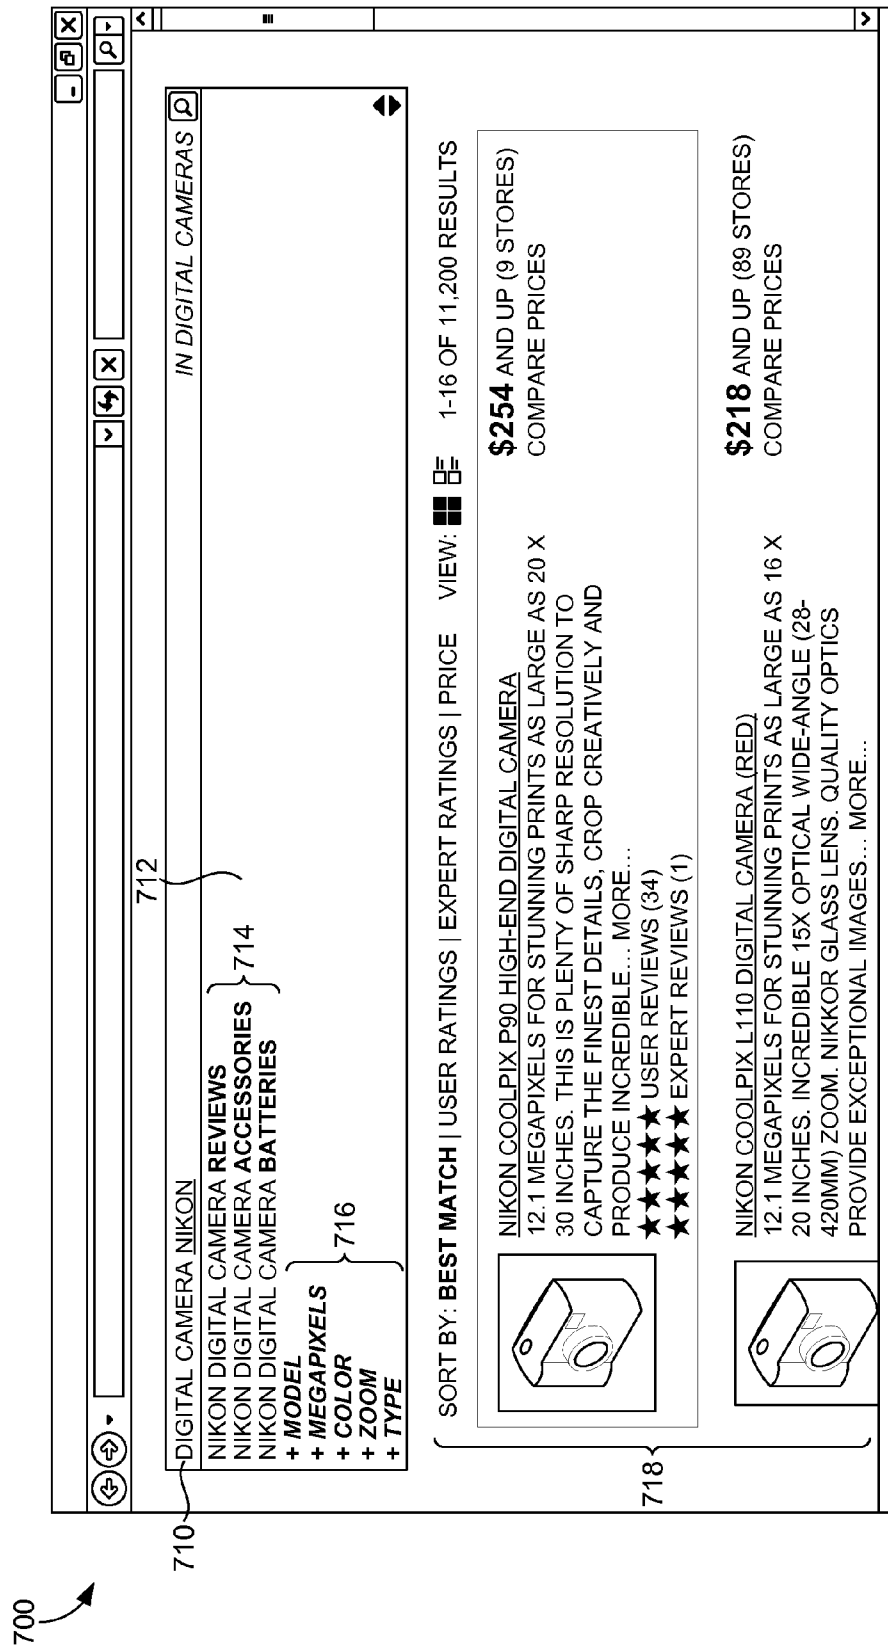 700
710
DIGITAL CAMERA NIKON
IN DIGITAL CAMERAS
712
NIKON DIGITAL CAMERA REVIEWS
NIKON DIGITAL CAMERA ACCESSORIES
NIKON DIGITAL CAMERA BATTERIES
714
+ MODEL
+ MEGAPIXELS
+ COLOR
+ ZOOM
+ TYPE
716
SORT BY: BEST MATCH | USER RATINGS | EXPERT RATINGS | PRICE VIEW: 1-16 OF 11,200 RESULTS
718
NIKON COOLPIX P90 HIGH-END DIGITAL CAMERA
12.1 MEGAPIXELS FOR STUNNING PRINTS AS LARGE AS 20 X
30 INCHES. THIS IS PLENTY OF SHARP RESOLUTION TO
CAPTURE THE FINEST DETAILS, CROP CREATIVELY AND
PRODUCE INCREDIBLE... MORE...
★★★★★ USER REVIEWS (34)
★★★★★ EXPERT REVIEWS (1)
$254 AND UP (9 STORES)
COMPARE PRICES
NIKON COOLPIX L110 DIGITAL CAMERA (RED)
12.1 MEGAPIXELS FOR STUNNING PRINTS AS LARGE AS 16 X
20 INCHES. INCREDIBLE 15X OPTICAL WIDE-ANGLE (28-
420MM) ZOOM. NIKKOR GLASS LENS. QUALITY OPTICS
PROVIDE EXCEPTIONAL IMAGES... MORE...
$218 AND UP (89 STORES)
COMPARE PRICES